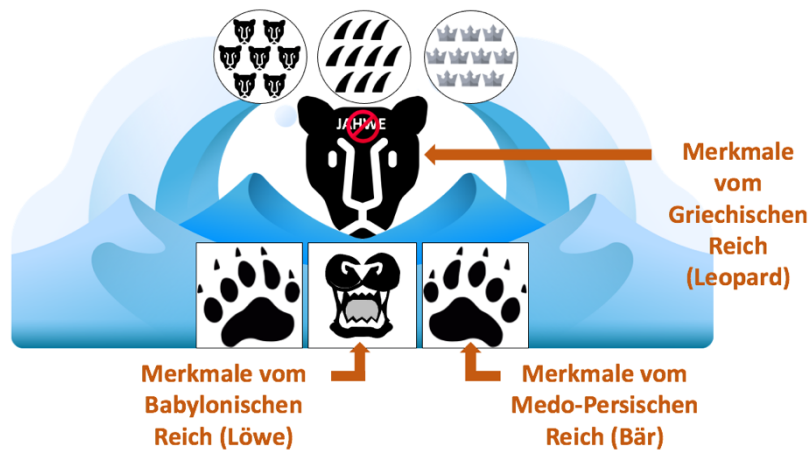 JAHWE
Merkmale
vom
Griechischen
Reich
(Leopard)
Merkmale vom
Babylonischen
Reich (Löwe)
Merkmale vom
Medo-Persischen
Reich (Bär)